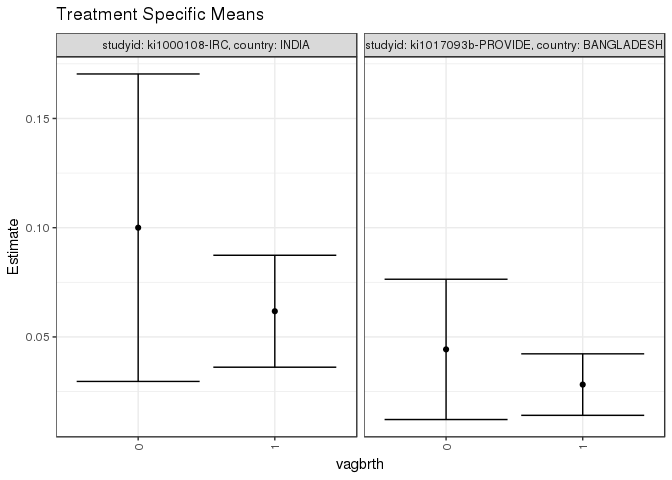 Treatment Specific Means
studyid: ki1000108-IRC, country: INDIA
studyid: ki1017093b-PROVIDE, country: BANGLADESH
0.15
0.10
0.05
Estimate
0
1
0
1
vagbrth